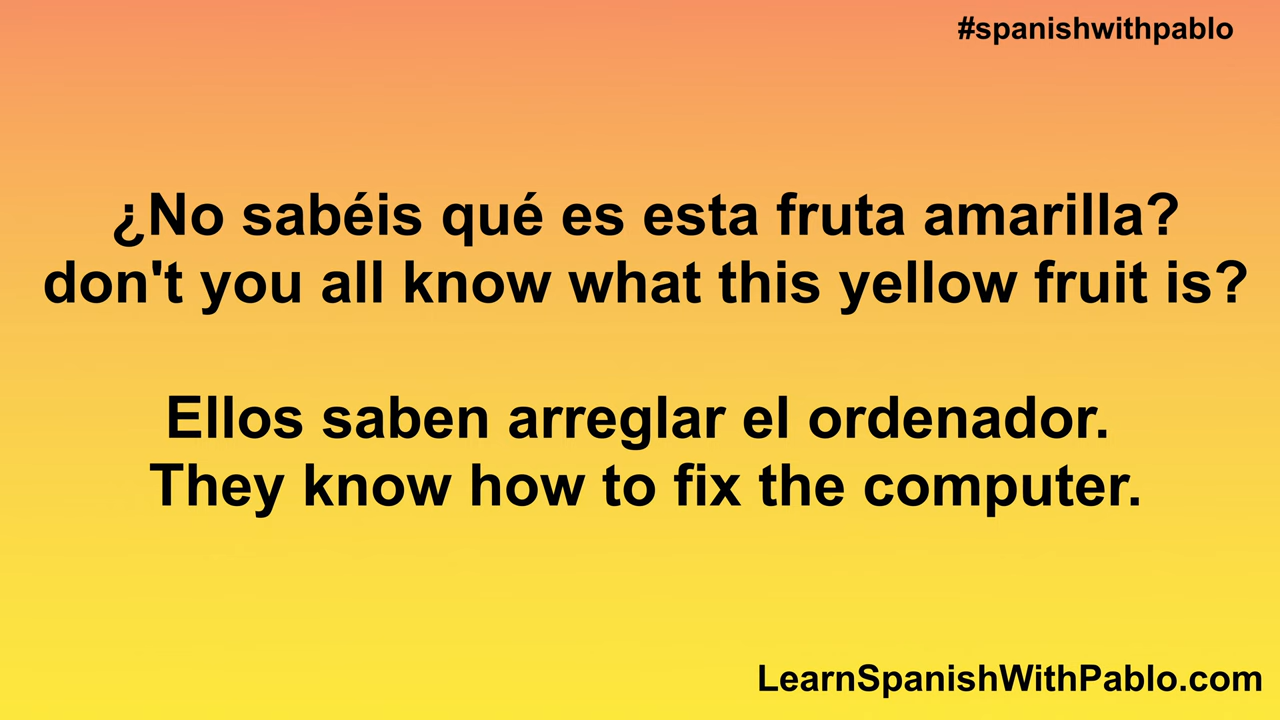 #spanishwithpablo
¿No sabéis qué es esta fruta amarilla?
don't you all know what this yellow fruit is?
Ellos saben arreglar el ordenador.
They know how to fix the computer.
LearnSpanishWithPablo.com